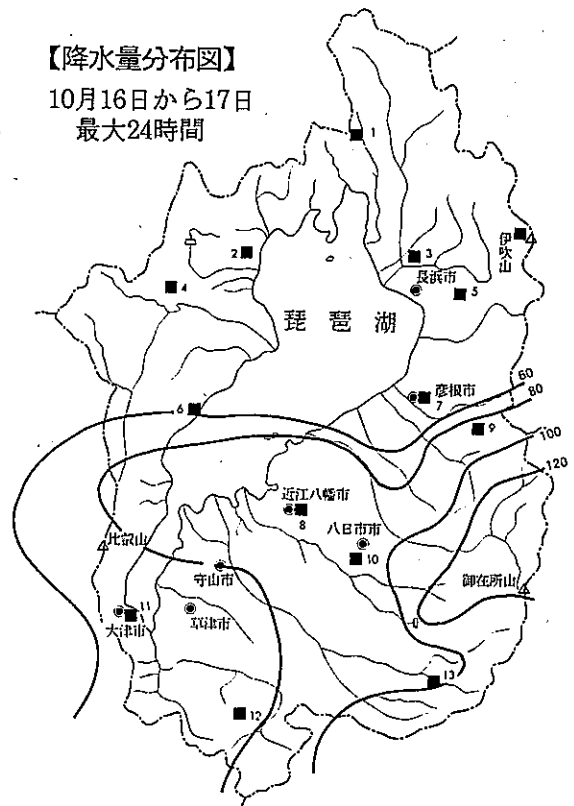 【降水量分布図】
10月16日から17日
最大24時間
1
伊吹山
2
3
長浜市
4
5
琵琶湖
60
80
彦根市
7
6
9
100
120
近江八幡市
8
八日市市
10
比叡山
守山市
御在所山
11
大津市
草津市
13
12